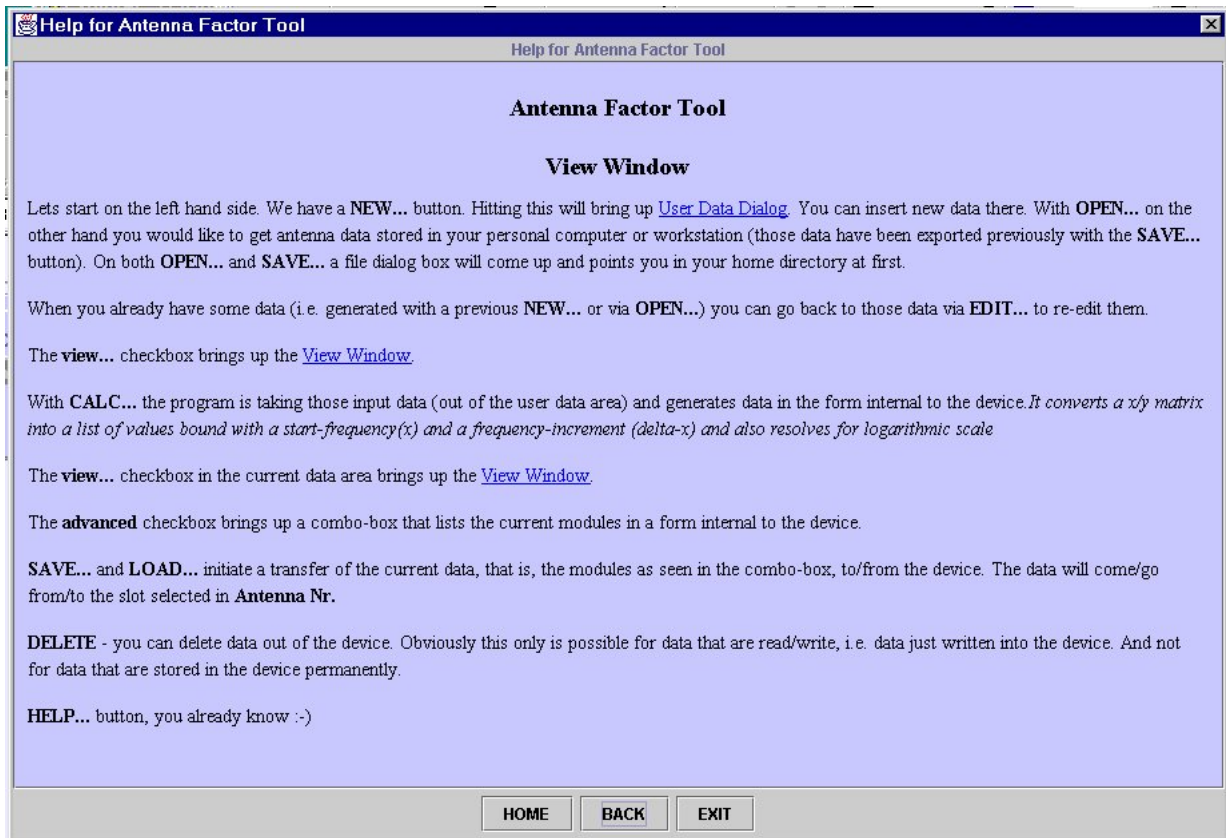 Help for Antenna Factor Tool
Help for Antenna Factor Tool
Antenna Factor Tool
View Window
Lets start on the left hand side. We have a NEW... button. Hitting this will bring up User Data Dialog. You can insert new data there. With OPEN... on the
other hand you would like to get antenna data stored in your personal computer or workstation (those data have been exported previously with the SAVE...
button). On both OPEN... and SAVE... a file dialog box will come up and points you in your home directory at first.
When you already have some data (i.e. generated with a previous NEW... or via OPEN...) you can go back to those data via EDIT... to re-edit them.
The view... checkbox brings up the View Window.
With CALC... the program is taking those input data (out of the user data area) and generates data in the form internal to the device.It converts a x/y matrix
into a list of values bound with a start-frequency(x) and a frequency-increment (delta-x) and also resolves for logarithmic scale
The view... checkbox in the current data area brings up the View Window.
The advanced checkbox brings up a combo-box that lists the current modules in a form internal to the device.
SAVE... and LOAD... initiate a transfer of the current data, that is, the modules as seen in the combo-box, to/from the device. The data will come/go
from/to the slot selected in Antenna Nr.
DELETE - you can delete data out of the device. Obviously this only is possible for data that are read/write, i.e. data just written into the device. And not
for data that are stored in the device permanently.
HELP... button, you already know :-)
HOME BACK EXIT